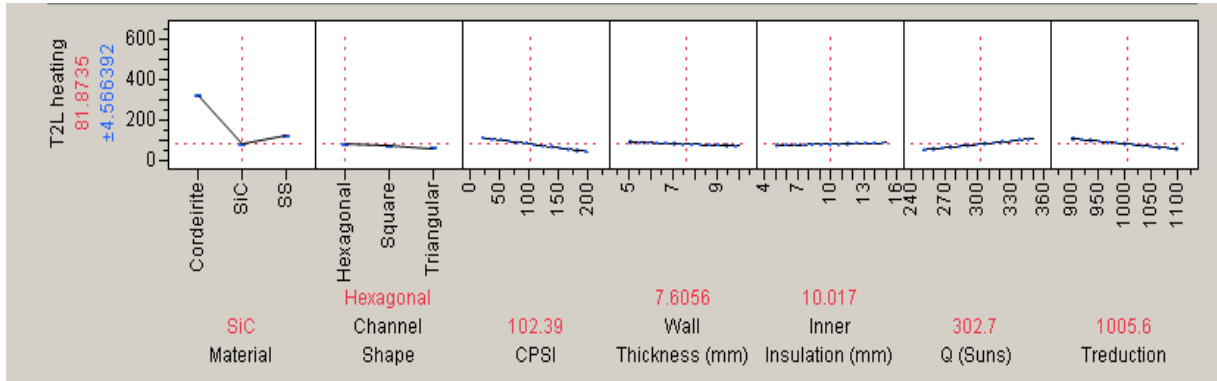 T2L heating
81.8735
±4.566392
600
400
200
0
Cordeirite
SiC
SS
Hexagonal
Square
Triangular
0
50
100
150
200
5
7
9
4
7
10
13
16
240
270
300
330
360
900
950
1000
1050
1100
Hexagonal 7.6056 10.017
SiC Channel 102.39 Wall Inner 302.7 1005.6
Material Shape CPSI Thickness (mm) Insulation (mm) Q (Suns) Treduction